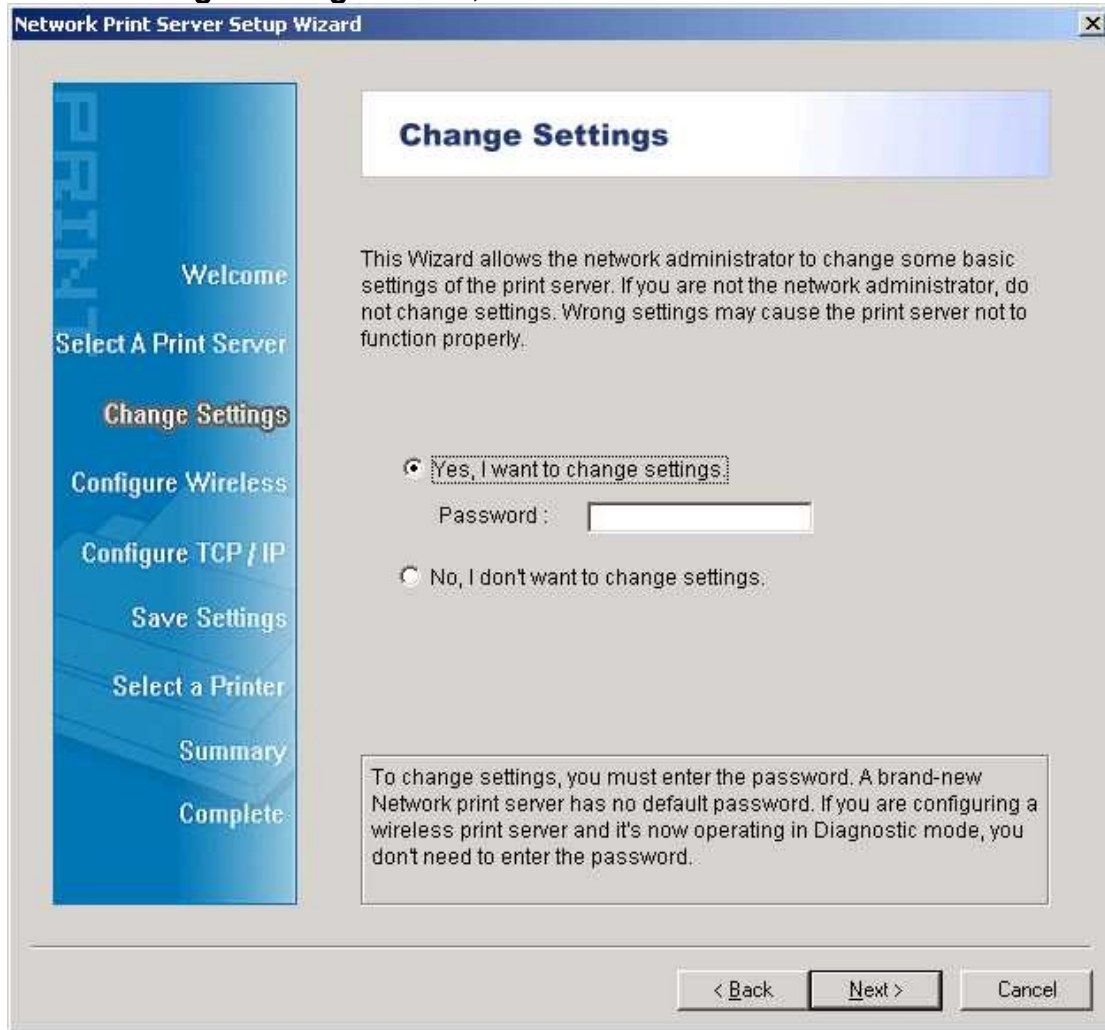 Network Print Server Setup Wizard
PRINT
Change Settings
Welcome
Select A Print Server
Change Settings
Configure Wireless
Configure TCP / IP
Save Settings
Select a Printer
Summary
Complete
This Wizard allows the network administrator to change some basic
settings of the print server. If you are not the network administrator, do
not change settings. Wrong settings may cause the print server not to
function properly.
Yes, I want to change settings.
Password :
No, I don't want to change settings.
To change settings, you must enter the password. A brand-new
Network print server has no default password. If you are configuring a
wireless print server and it's now operating in Diagnostic mode, you
don't need to enter the password.
< Back
Next >
Cancel